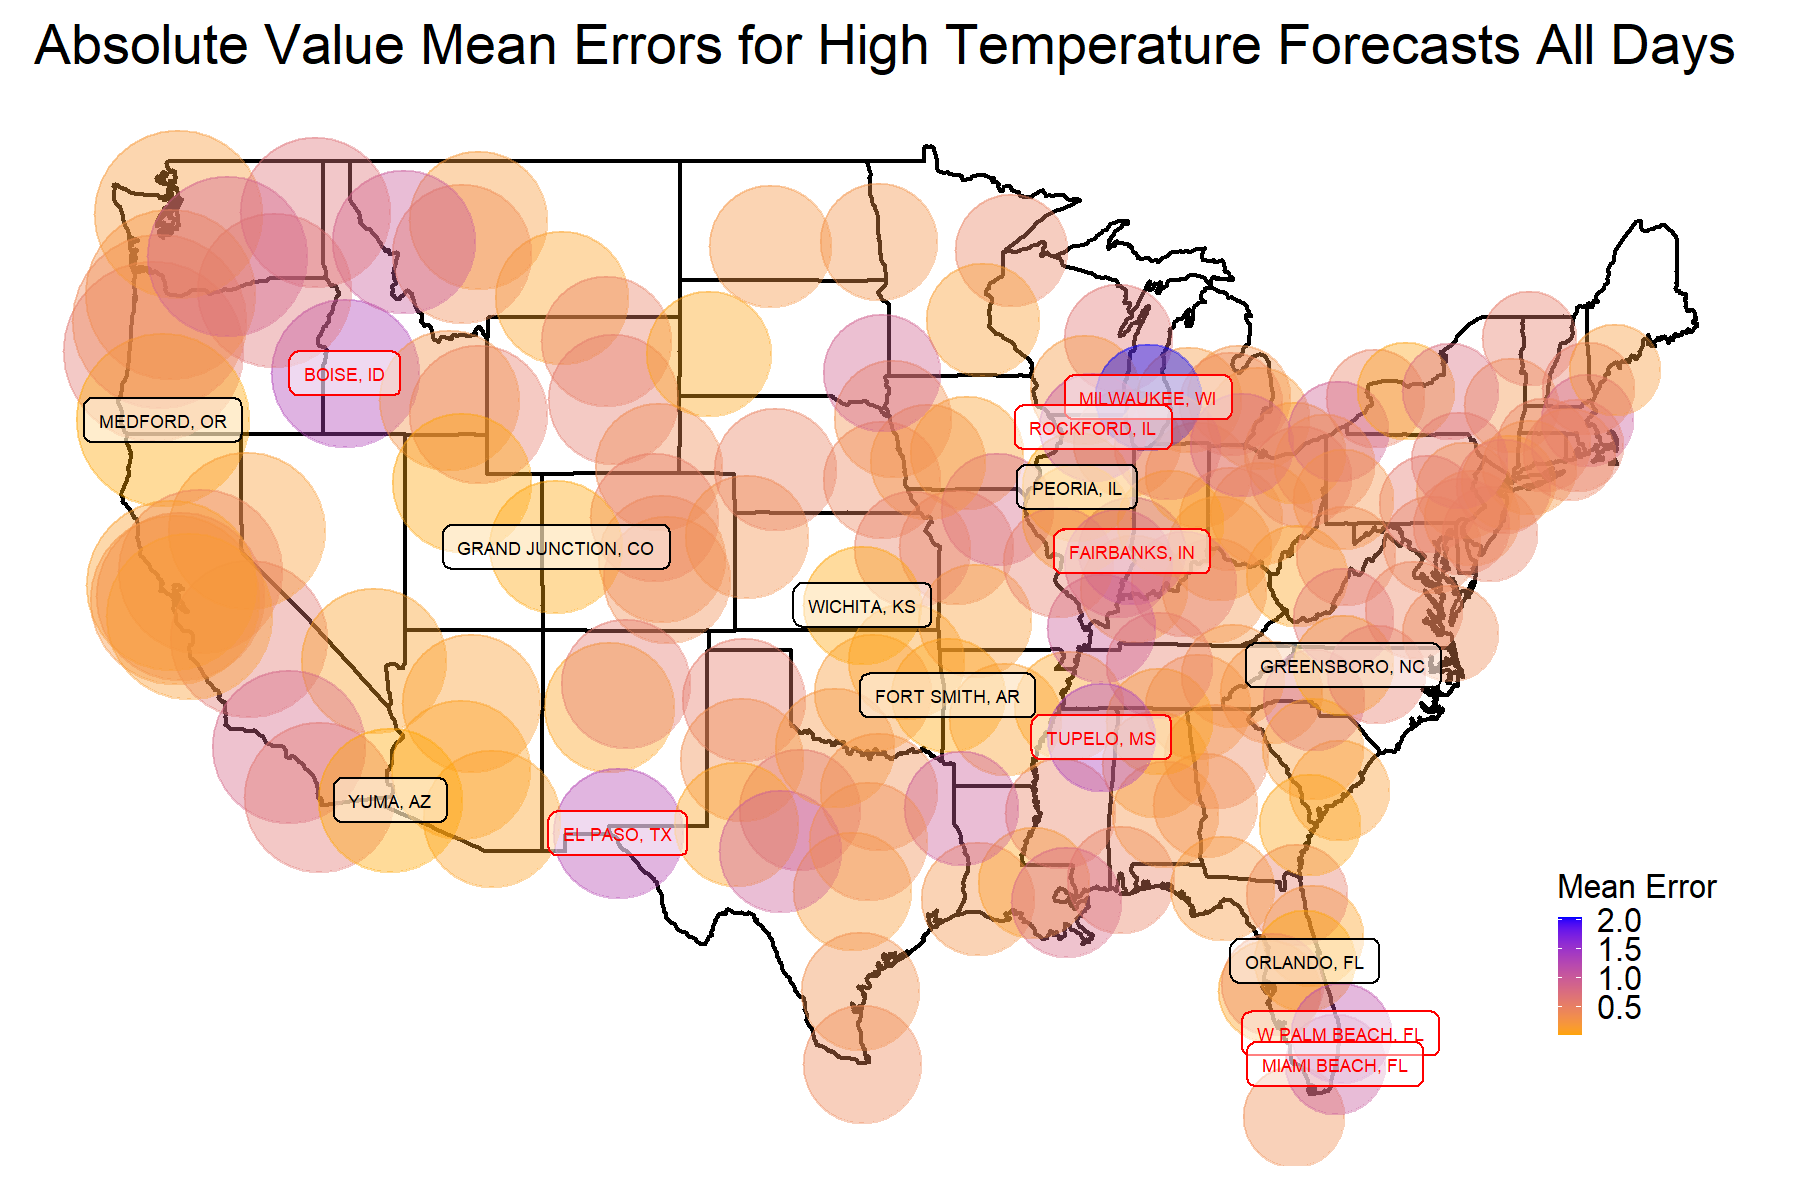 Absolute Value Mean Errors for High Temperature Forecasts All Days
BOISE, ID
MEDFORD, OR
MILWAUKEE, WI
ROCKFORD, IL
PEORIA, IL
GRAND JUNCTION, CO
FAIRBANKS, IN
WICHITA, KS
GREENSBORO, NC
FORT SMITH, AR
TUPELO, MS
YUMA, AZ
EL PASO, TX
Mean Error
2.0
1.5
1.0
0.5
ORLANDO, FL
W PALM BEACH, FL
MIAMI BEACH, FL